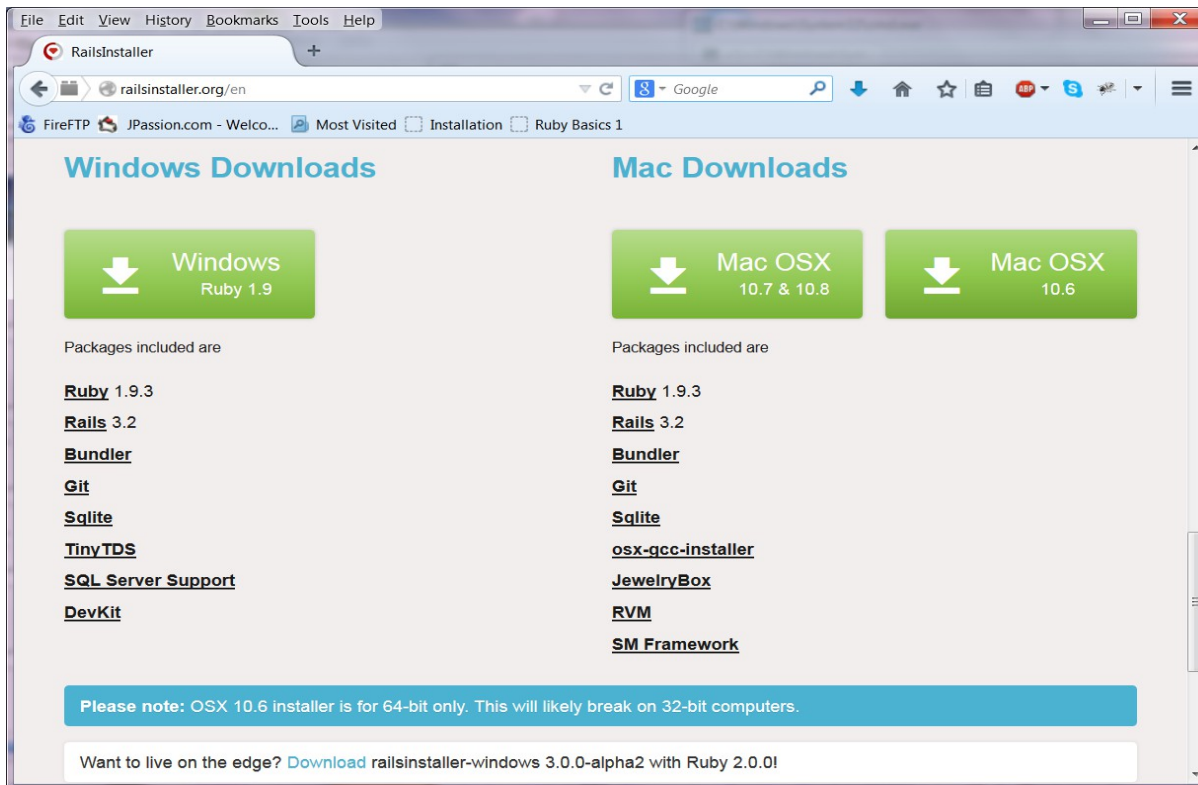 File Edit View History Bookmarks Tools Help
RailsInstaller
railsinstaller.org/en
Google
FireFTP JPassion.com - Welco... Most Visited Installation Ruby Basics 1
Windows Downloads
Windows
Ruby 1.9
Packages included are
Ruby 1.9.3
Rails 3.2
Bundler
Git
Sqlite
TinyTDS
SQL Server Support
DevKit
Mac Downloads
Mac OSX
10.7 & 10.8
Mac OSX
10.6
Packages included are
Ruby 1.9.3
Rails 3.2
Bundler
Git
Sqlite
osx-gcc-installer
JewelryBox
RVM
SM Framework
Please note: OSX 10.6 installer is for 64-bit only. This will likely break on 32-bit computers.
Want to live on the edge? Download railsinstaller-windows 3.0.0-alpha2 with Ruby 2.0.0!